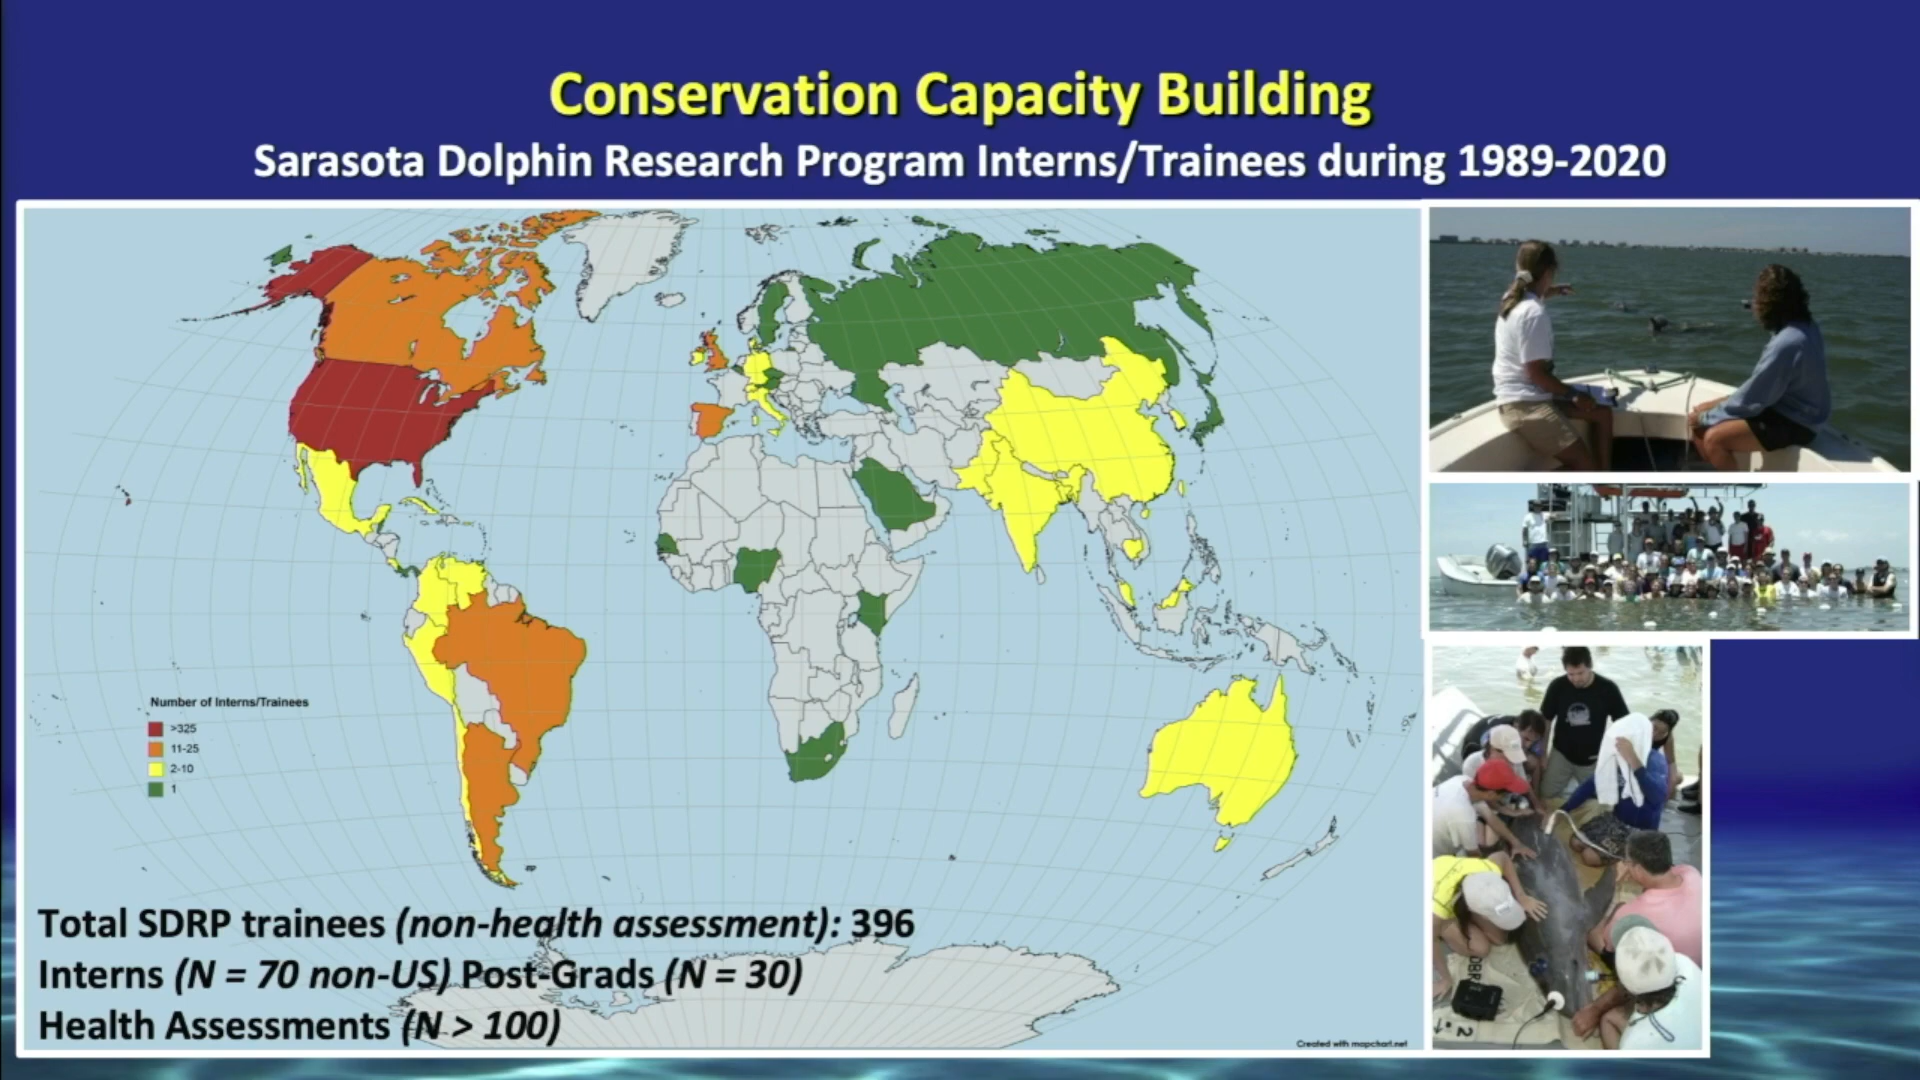 Conservation Capacity Building
Sarasota Dolphin Research Program Interns/Trainees during 1989-2020
Number of Interns/Trainees
>325
11-25
2-10
1
Total SDRP trainees (non-health assessment): 396
Interns (N = 70 non-US) Post-Grads (N = 30)
Health Assessments (N > 100)
Created with mapchart.net